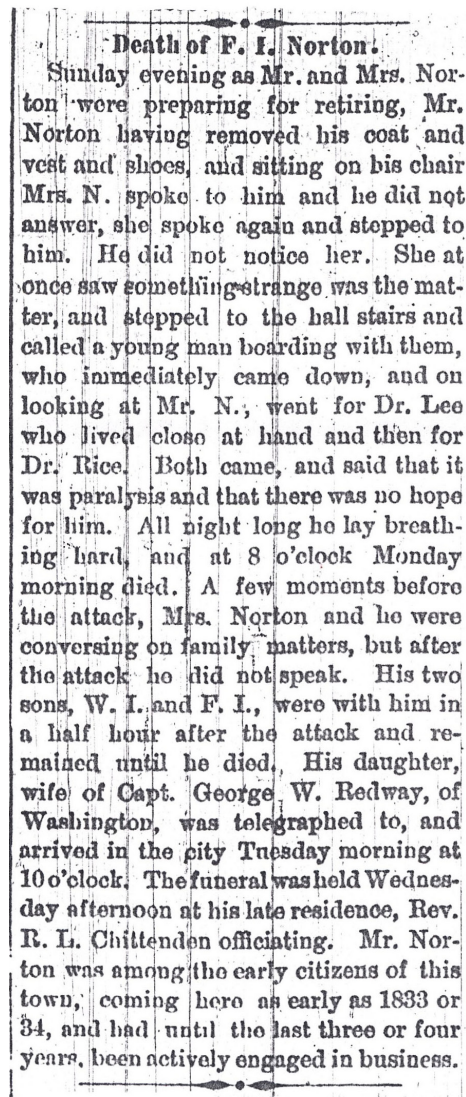 Death of F. I. Norton.
Sunday evening as Mr. and Mrs. Nor-
ton were preparing for retiring, Mr.
Norton having removed his coat and
vest and shoes, and sitting on his chair
Mrs. N. spoke to him and he did not
answer, she spoke again and stepped to
him. He did not notice her. She at
once saw something strange was the mat-
ter, and stepped to the hall stairs and
called a young man boarding with them,
who immediately came down, and on
looking at Mr. N., went for Dr. Lee
who lived close at hand and then for
Dr. Rice. Both came, and said that it
was paralysis and that there was no hope
for him. All night long he lay breath-
ing hard, and at 8 o'clock Monday
morning died. A few moments before
the attack, Mrs. Norton and he were
conversing on family matters, but after
the attack he did not speak. His two
sons, W. I. and F. I., were with him in
a half hour after the attack and re-
mained until he died. His daughter,
wife of Capt. George W. Redway, of
Washington, was telegraphed to, and
arrived in the city Tuesday morning at
10 o'clock. The funeral was held Wednes-
day afternoon at his late residence, Rev.
R. L. Chittenden officiating. Mr. Nor-
ton was among the early citizens of this
town, coming here as early as 1833 or
34, and had until the last three or four
years, been actively engaged in business.